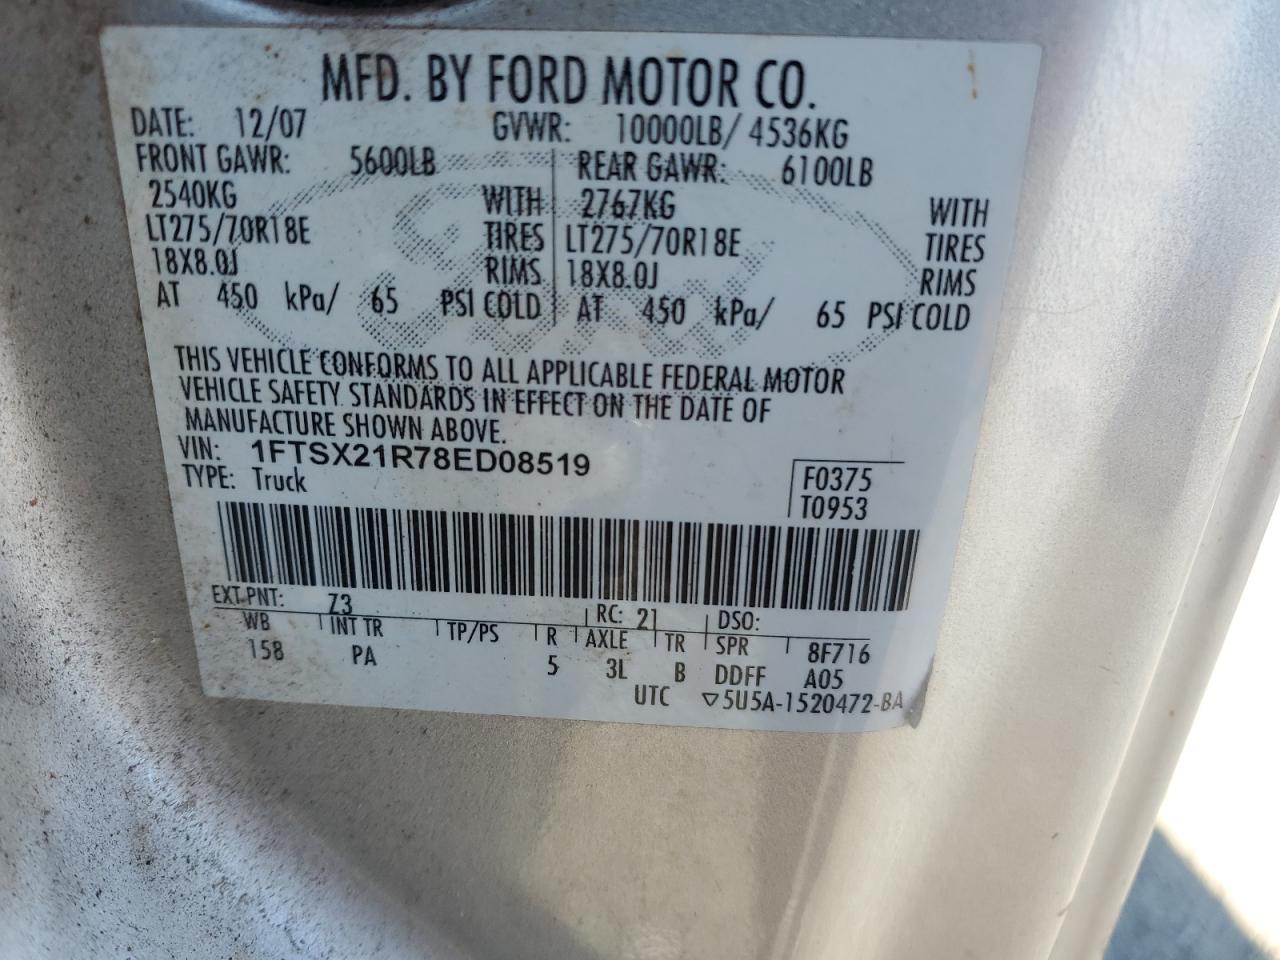 MFD. BY FORD MOTOR CO.
DATE: 12/07 GVWR: 10000LB/ 4536KG
FRONT GAWR: 5600LB REAR GAWR: 6100LB
2540KG WITH 2767KG WITH
LT275/70R18E TIRES LT275/70R18E TIRES
18X8.0J RIMS 18X8.0J RIMS
AT 450 kPa/ 65 PSI COLD AT 450 kPa/ 65 PSI COLD
THIS VEHICLE CONFORMS TO ALL APPLICABLE FEDERAL MOTOR
VEHICLE SAFETY STANDARDS IN EFFECT ON THE DATE OF
MANUFACTURE SHOWN ABOVE.
VIN: 1FTSX21R78ED08519
TYPE: Truck
F0375
T0953
EXT PNT: Z3 RC: 21 DSO:
WB INT TR TP/PS R AXLE TR SPR 8F716
158 PA 5 3L B DDFF A05
UTC ▽5U5A-1520472-BA